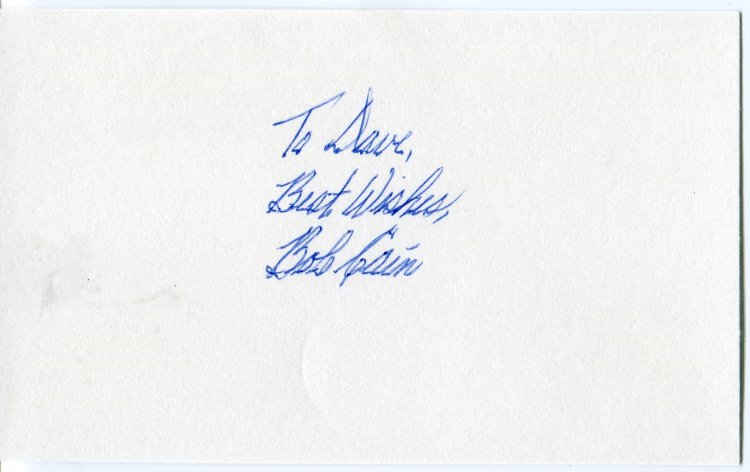 To Dave,
Best Wishes,
Bob Cain